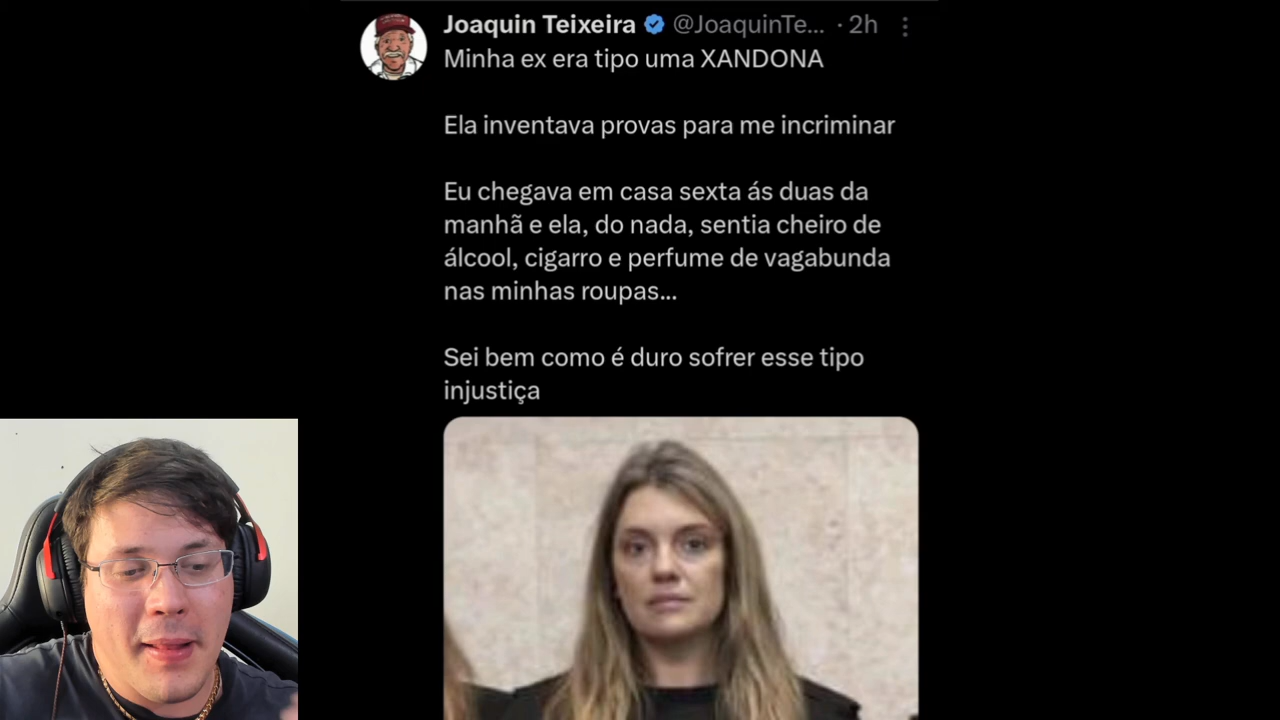 Joaquin Teixeira @JoaquinTe... · 2h
Minha ex era tipo uma XANDONA
Ela inventava provas para me incriminar
Eu chegava em casa sexta ás duas da
manhã e ela, do nada, sentia cheiro de
álcool, cigarro e perfume de vagabunda
nas minhas roupas...
Sei bem como é duro sofrer esse tipo
injustiça